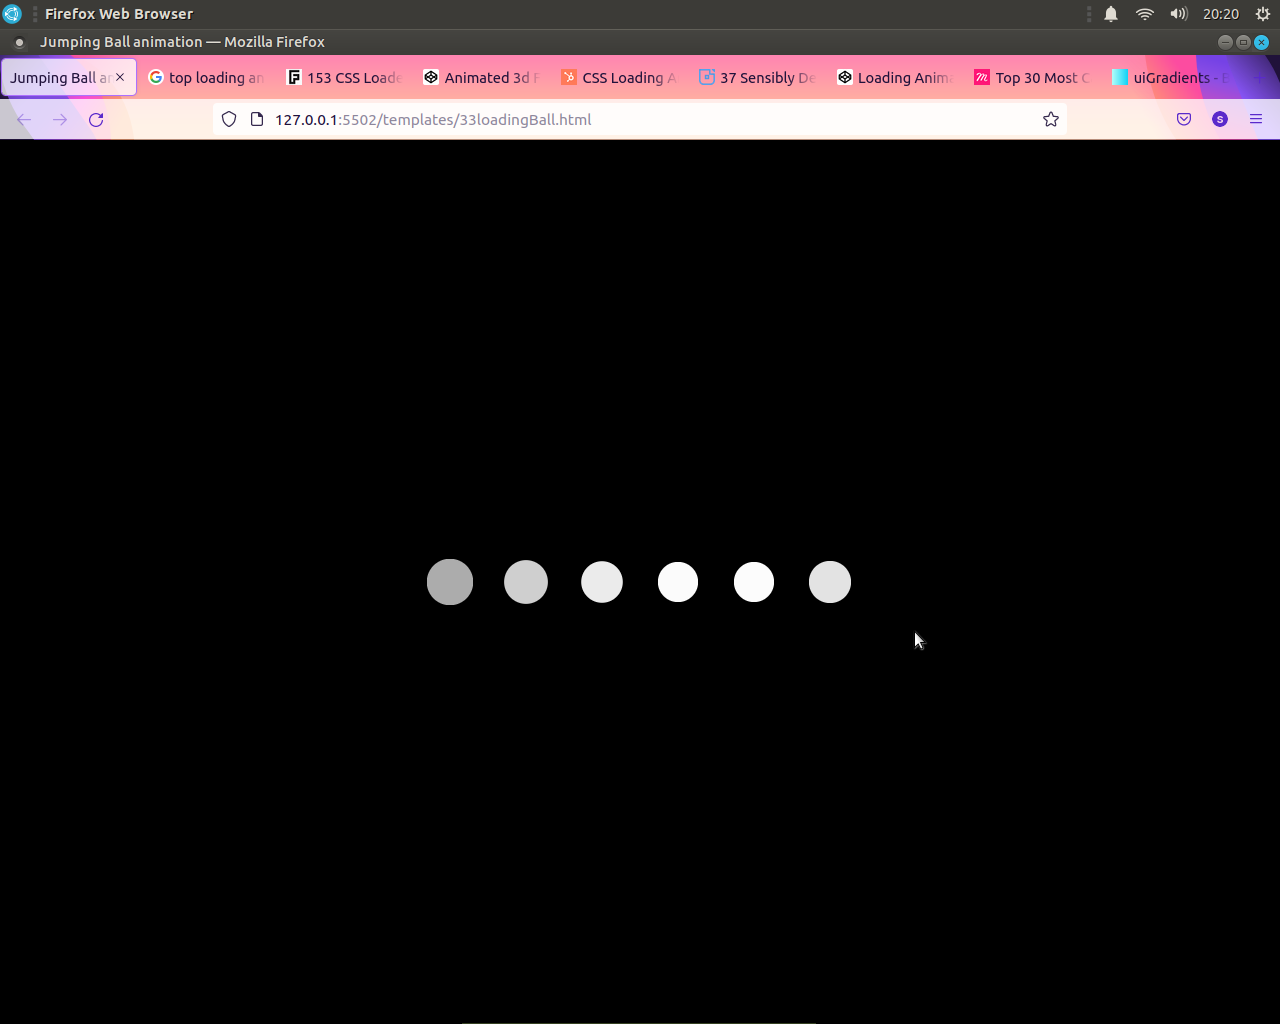 Firefox Web Browser
20:20
Jumping Ball animation — Mozilla Firefox
Jumping Ball a
top loading an
153 CSS Loade
Animated 3d
CSS Loading A
37 Sensibly De
Loading Anima
Top 30 Most C
uiGradients -
127.0.0.1:5502/templates/33loadingBall.html
S